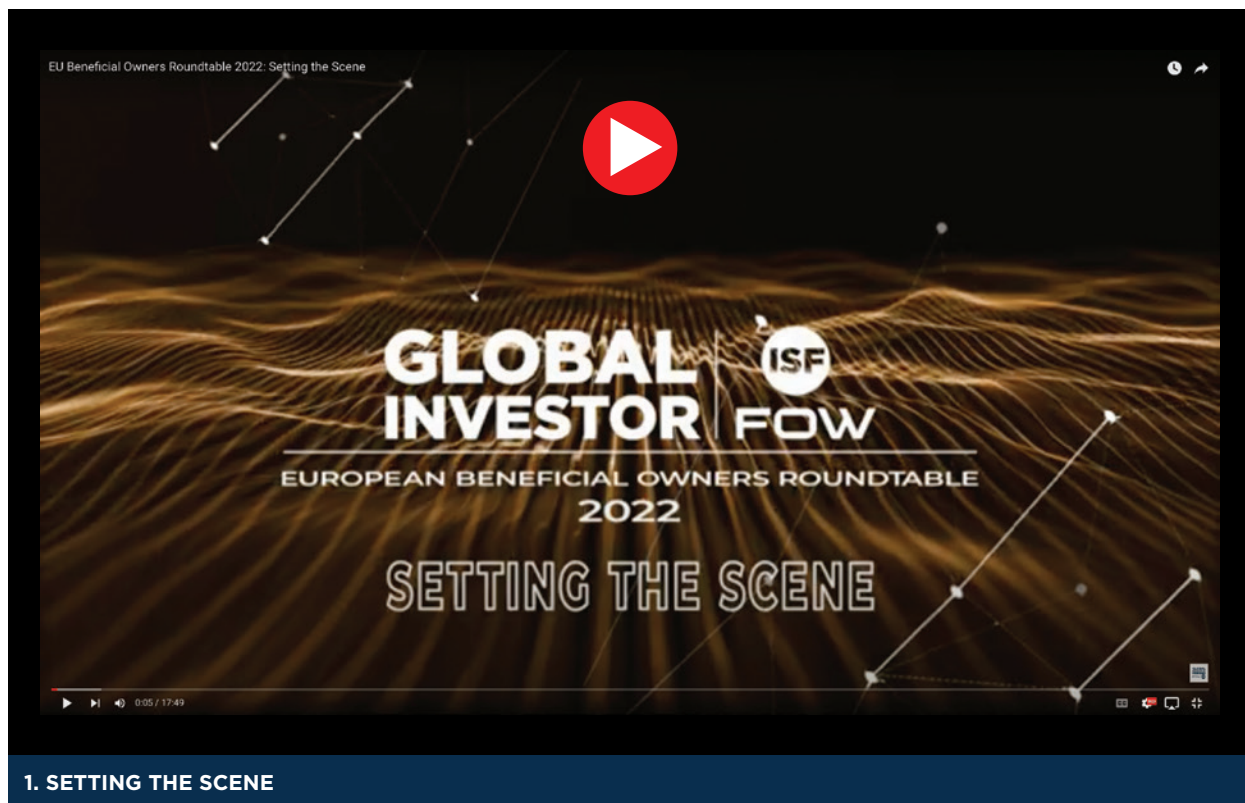 EU Beneficial Owners Roundtable 2022: Setting the Scene
GLOBAL
INVESTOR
ISF
FOW
EUROPEAN BENEFICIAL OWNERS ROUNDTABLE
2022
SETTING THE SCENE
0:05 / 17:49
1. SETTING THE SCENE